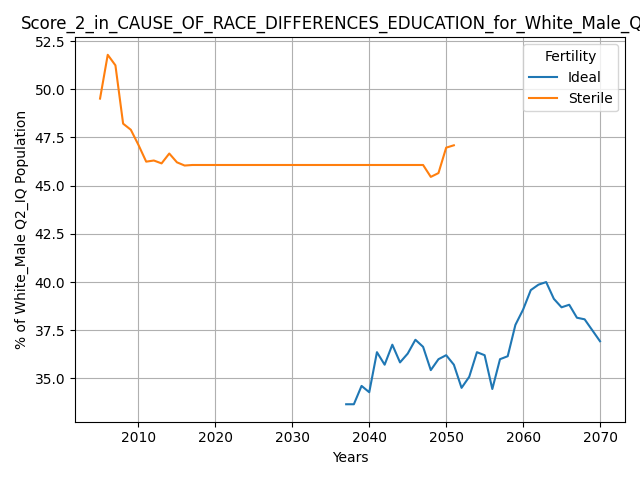 Score_2_in_CAUSE_OF_RACE_DIFFERENCES_EDUCATION_for_White_Male_Q
% of White_Male Q2_IQ Population
52.5
50.0
47.5
45.0
42.5
40.0
37.5
35.0
Fertility
Ideal
Sterile
2010 2020 2030 2040 2050 2060 2070
Years